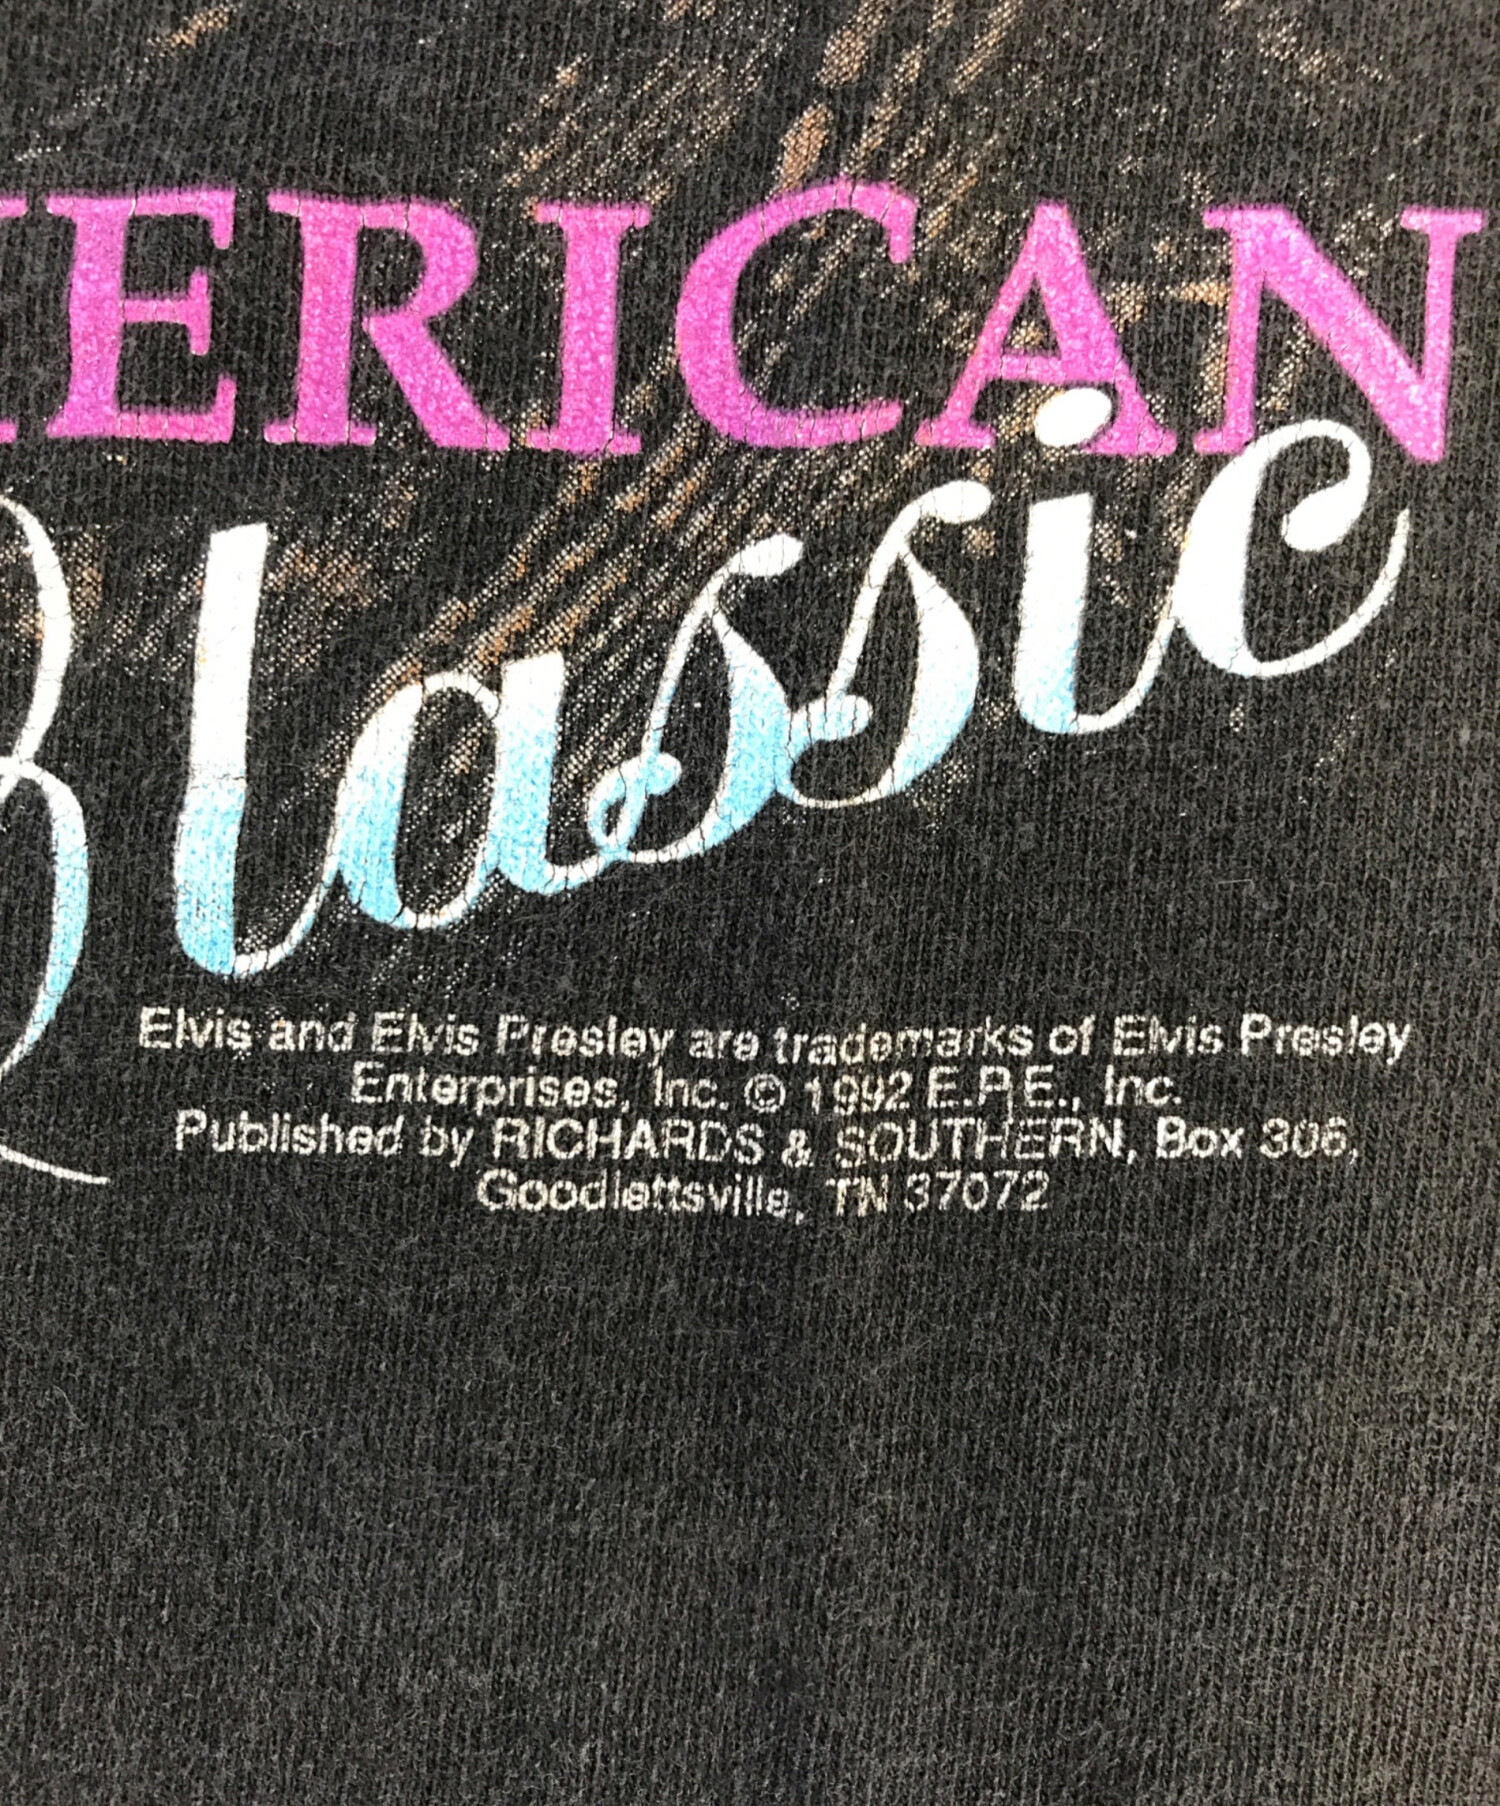 MERICAN
Classic
Elvis and Elvis Presley are trademarks of Elvis Presley
Enterprises, Inc. © 1992 E.P.E., Inc.
Published by RICHARDS & SOUTHERN, Box 306,
Goodlettsville, TN 37072